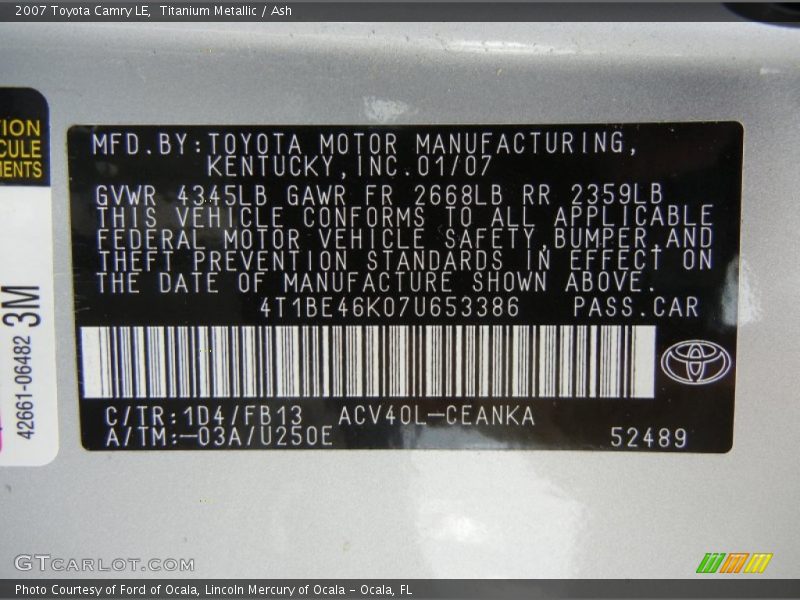 2007 Toyota Camry LE, Titanium Metallic / Ash
TION
CULE
MENTS
3M
42661-06482
MFD.BY:TOYOTA MOTOR MANUFACTURING,
KENTUCKY,INC.01/07
GVWR 4345LB GAWR FR 2668LB RR 2359LB
THIS VEHICLE CONFORMS TO ALL APPLICABLE
FEDERAL MOTOR VEHICLE SAFETY,BUMPER,AND
THEFT PREVENTION STANDARDS IN EFFECT ON
THE DATE OF MANUFACTURE SHOWN ABOVE.
4T1BE46K07U653386 PASS.CAR
C/TR:1D4/FB13 ACV40L-CEANKA
A/TM:-03A/U250E
52489
GTCARLOT.COM
Photo Courtesy of Ford of Ocala, Lincoln Mercury of Ocala - Ocala, FL